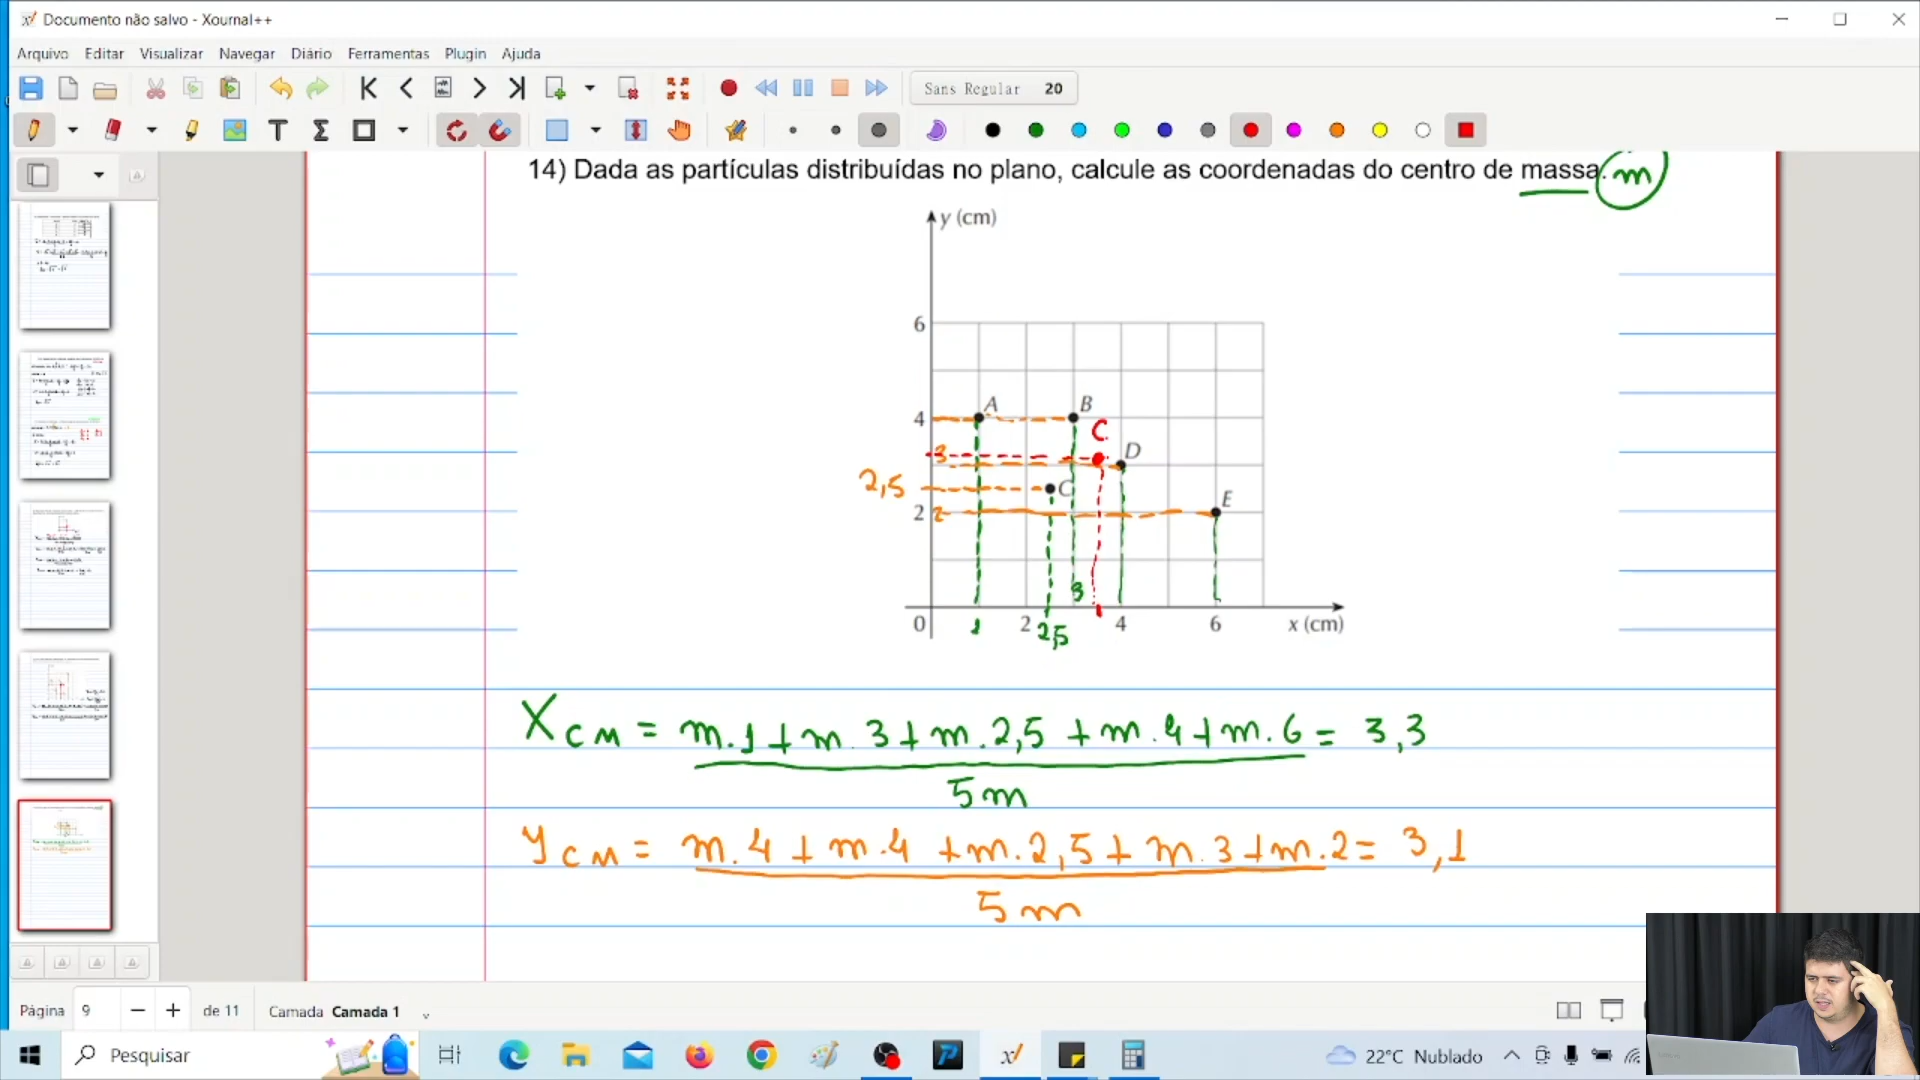 Documento não salvo - Xournal++
Arquivo Editar Visualizar Navegar Diário Ferramentas Plugin Ajuda
Sans Regular 20
14) Dada as partículas distribuídas no plano, calcule as coordenadas do centro de massa. m
y (cm)
6
A B
4
C
3 D
2,5 C
E
2 2
3
0 1 2 2,5 4 6 x (cm)
XCM = m.1 + m.3 + m.2,5 + m.4 + m.6 = 3,3
5m
YCM = m.4 + m.4 + m.2,5 + m.3 + m.2 = 3,1
5m
Página 9 de 11 Camada Camada 1
Pesquisar 22°C Nublado